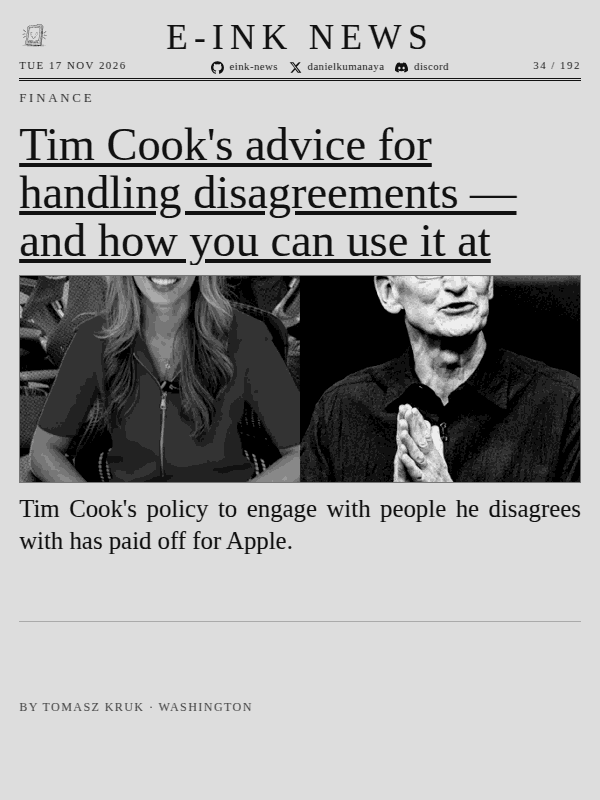 E-INK NEWS
TUE 17 NOV 2026
eink-news danielkumanaya discord
34 / 192
FINANCE
Tim Cook's advice for
handling disagreements —
and how you can use it at
Tim Cook's policy to engage with people he disagrees
with has paid off for Apple.
BY TOMASZ KRUK · WASHINGTON